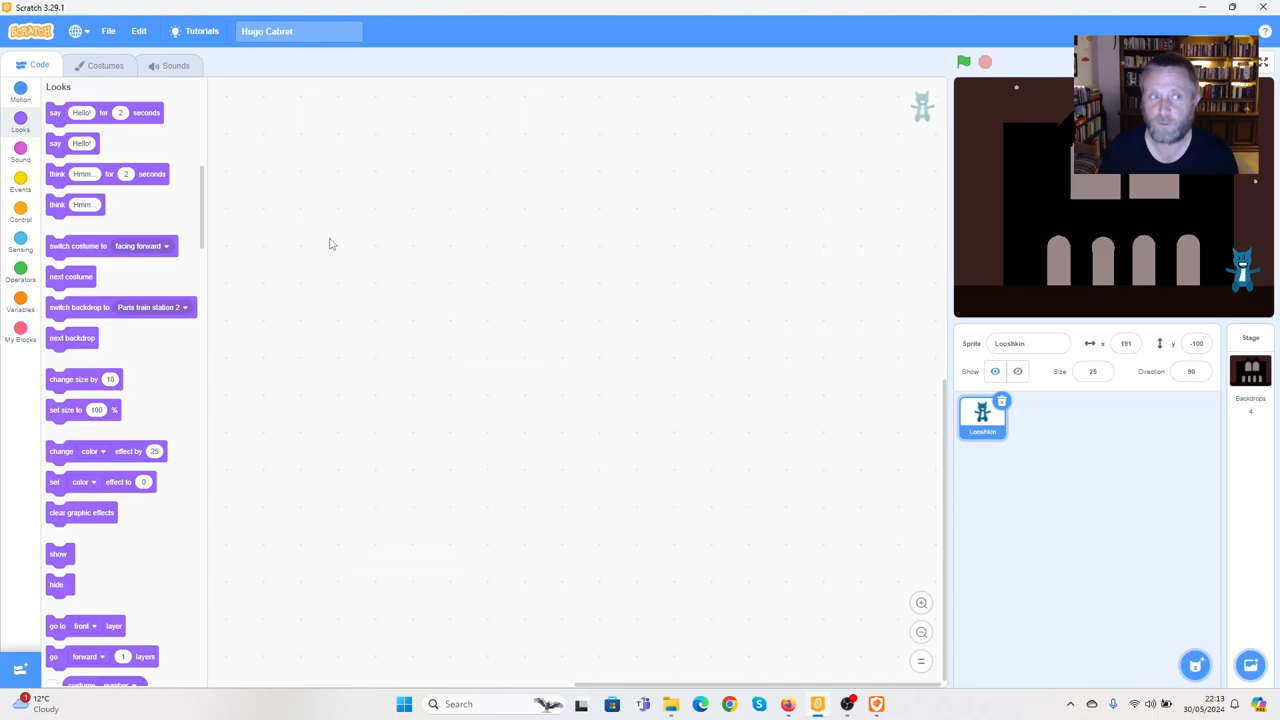 Scratch 3.29.1
SCRATCH
File
Edit
Tutorials
Hugo Cabret
?
Code
Costumes
Sounds
Motion
Looks
Sound
Events
Control
Sensing
Operators
Variables
My Blocks
Looks
say Hello! for 2 seconds
say Hello!
think Hmm... for 2 seconds
think Hmm...
switch costume to facing forward
next costume
switch backdrop to Paris train station 2
next backdrop
change size by 10
set size to 100 %
change color effect by 25
set color effect to 0
clear graphic effects
show
hide
go to front layer
go forward 1 layers
costume number
Sprite Looshkin x 191 y -100
Show Size 25 Direction 90
Looshkin
Stage
Backdrops
4
1
12°C
Cloudy
Search
22:13
30/05/2024